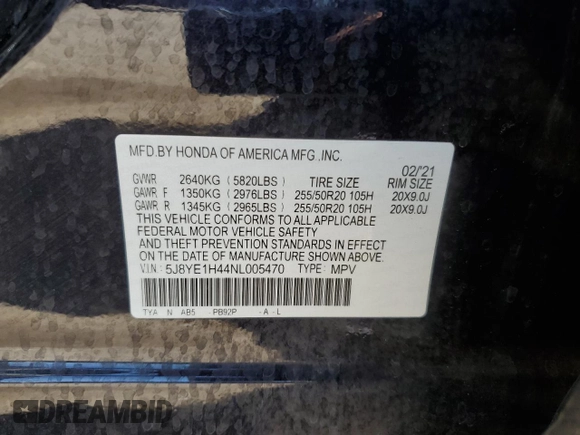 MFD.BY HONDA OF AMERICA MFG.,INC.
02/'21
GVWR 2640KG (5820LBS) TIRE SIZE RIM SIZE
GAWR F 1350KG (2976LBS) 255/50R20 105H 20X9.0J
GAWR R 1345KG (2965LBS) 255/50R20 105H 20X9.0J
THIS VEHICLE CONFORMS TO ALL APPLICABLE
FEDERAL MOTOR VEHICLE SAFETY
AND THEFT PREVENTION STANDARDS IN EFFECT
ON THE DATE OF MANUFACTURE SHOWN ABOVE.
V.I.N.: 5J8YE1H44NL005470 TYPE: MPV
TYA N AB5 -PB92P -A -L
DREAMBID